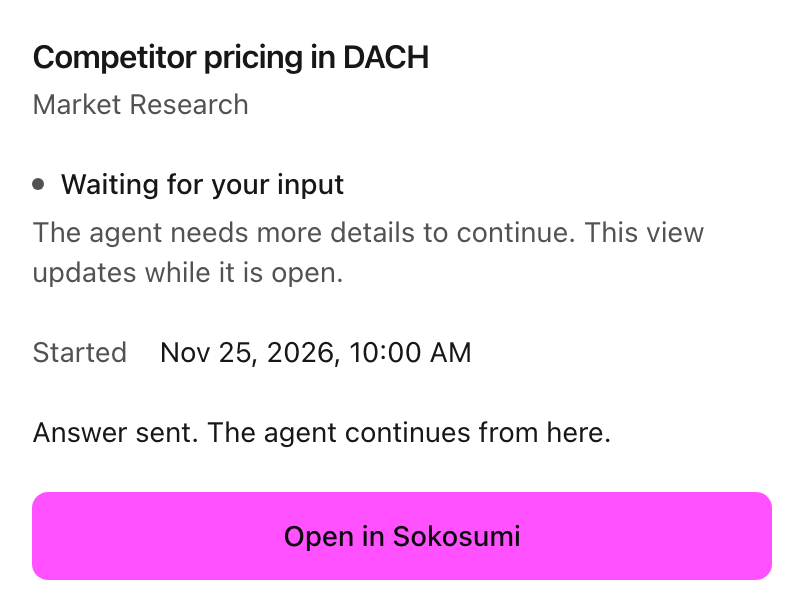 Competitor pricing in DACH
Market Research
Waiting for your input
The agent needs more details to continue. This view
updates while it is open.
Started Nov 25, 2026, 10:00 AM
Answer sent. The agent continues from here.
Open in Sokosumi